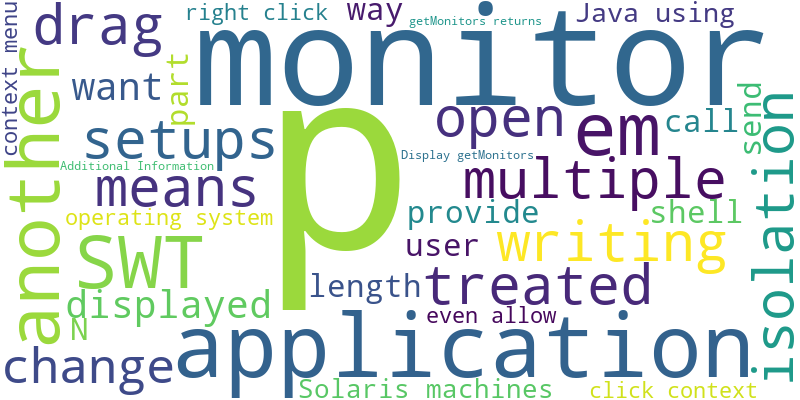 context menu
drag
right click
way
getMonitors returns
Java using
monitor
want
part
another
setups
p
open
em
call
send
Additional Information
Display getMonitors
means
multiple
isolation
operating system
provide
shell
SWT
user
writing
length
treated
displayed
N
even allow
change
application
Solaris machines
click context